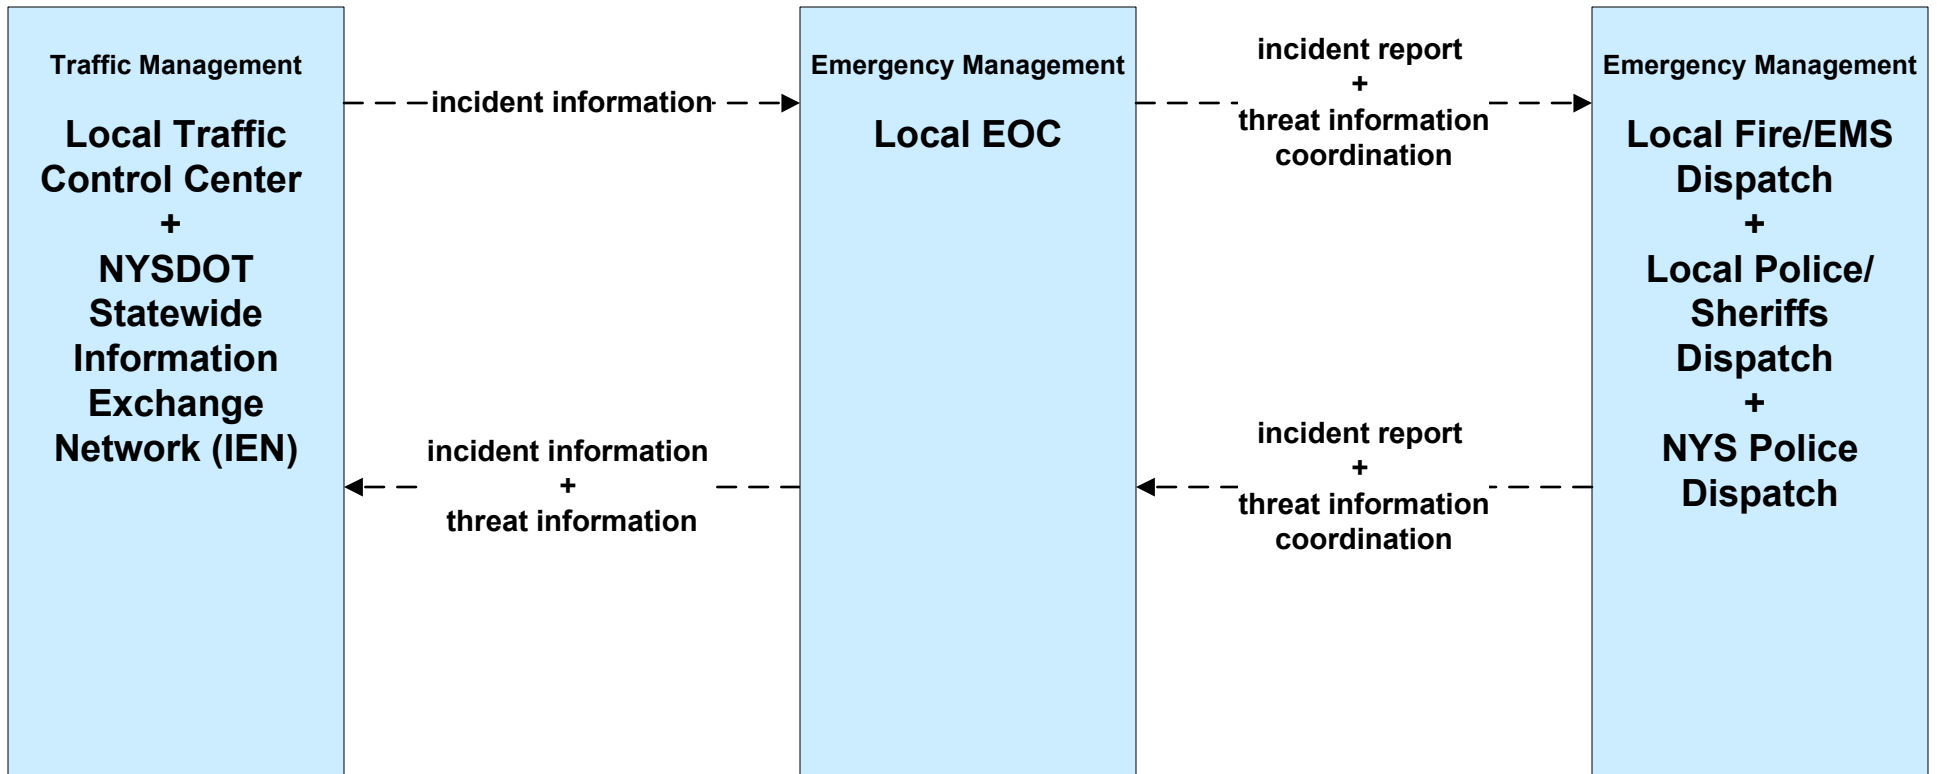 Traffic Management
Local Traffic
Control Center
+
NYSDOT
Statewide
Information
Exchange
Network (IEN)
incident information
incident information
+
threat information
Emergency Management
Local EOC
incident report
+
threat information
coordination
incident report
+
threat information
coordination
Emergency Management
Local Fire/EMS
Dispatch
+
Local Police/
Sheriffs
Dispatch
+
NYS Police
Dispatch